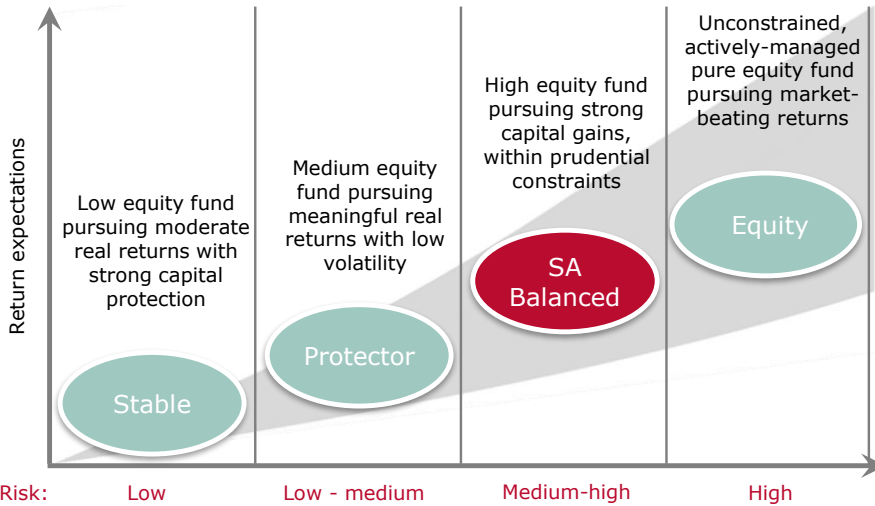 Return expectations
Low equity fund
pursuing moderate
real returns with
strong capital
protection
Stable
Medium equity
fund pursuing
meaningful real
returns with low
volatility
Protector
High equity fund
pursuing strong
capital gains,
within prudential
constraints
SA
Balanced
Unconstrained,
actively-managed
pure equity fund
pursuing market-
beating returns
Equity
Risk: Low Low - medium Medium-high High